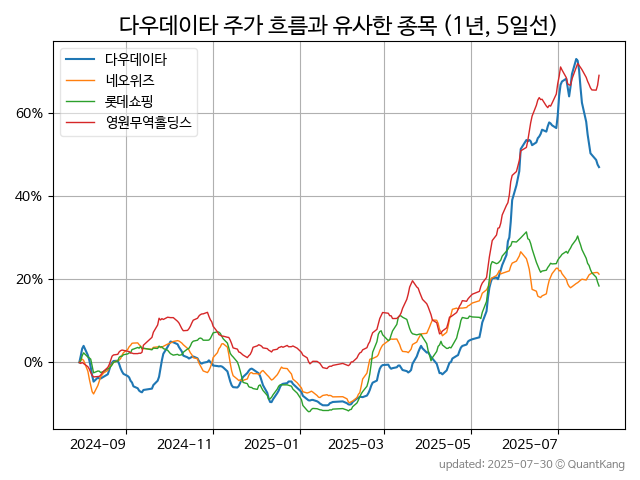 다우데이타 주가 흐름과 유사한 종목 (1년, 5일선)
다우데이타
네오위즈
롯데쇼핑
영원무역홀딩스
60%
40%
20%
0%
2024-09 2024-11 2025-01 2025-03 2025-05 2025-07
updated: 2025-07-30 © QuantKang